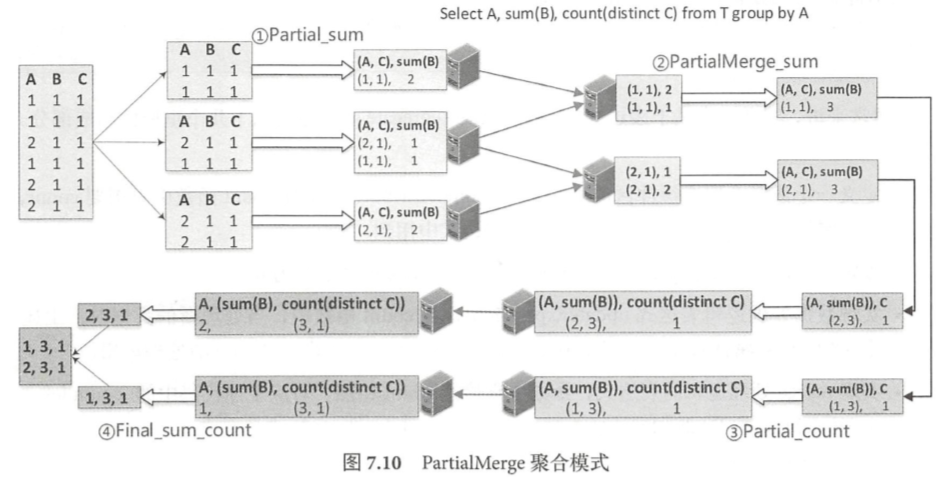 Select A, sum(B), count(distinct C) from T group by A
①Partial_sum
②PartialMerge_sum
A B C
1 1 1
1 1 1
2 1 1
1 1 1
2 1 1
2 1 1
A B C
1 1 1
1 1 1
(A, C), sum(B)
(1, 1), 2
A B C
2 1 1
1 1 1
(A, C), sum(B)
(2, 1), 1
(1, 1), 1
A B C
2 1 1
2 1 1
(A, C), sum(B)
(2, 1), 2
(1, 1), 2
(1, 1), 1
(A, C), sum(B)
(1, 1), 3
(2, 1), 1
(2, 1), 2
(A, C), sum(B)
(2, 1), 3
(A, sum(B)), C
(2, 3), 1
(A, sum(B)), count(distinct C)
(2, 3), 1
A, (sum(B), count(distinct C))
2, (3, 1)
2, 3, 1
(A, sum(B)), C
(1, 3), 1
(A, sum(B)), count(distinct C)
(1, 3), 1
A, (sum(B), count(distinct C))
1, (3, 1)
1, 3, 1
1, 3, 1
2, 3, 1
④Final_sum_count
③Partial_count
图 7.10 PartialMerge 聚合模式